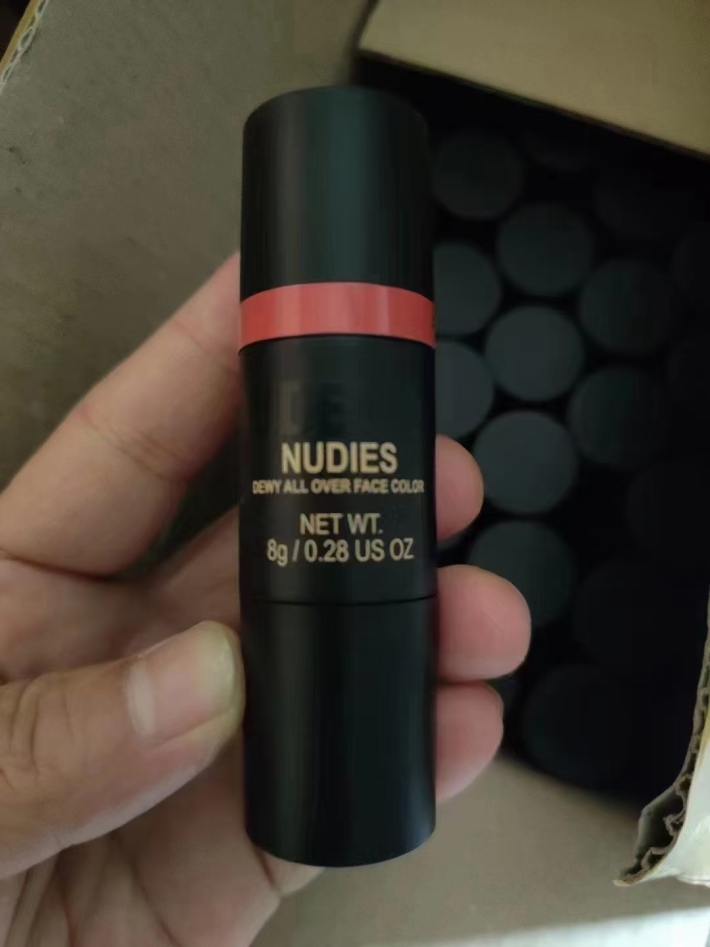 NUDIES
DEWY ALL OVER FACE COLOR
NET WT.
8g / 0.28 US OZ